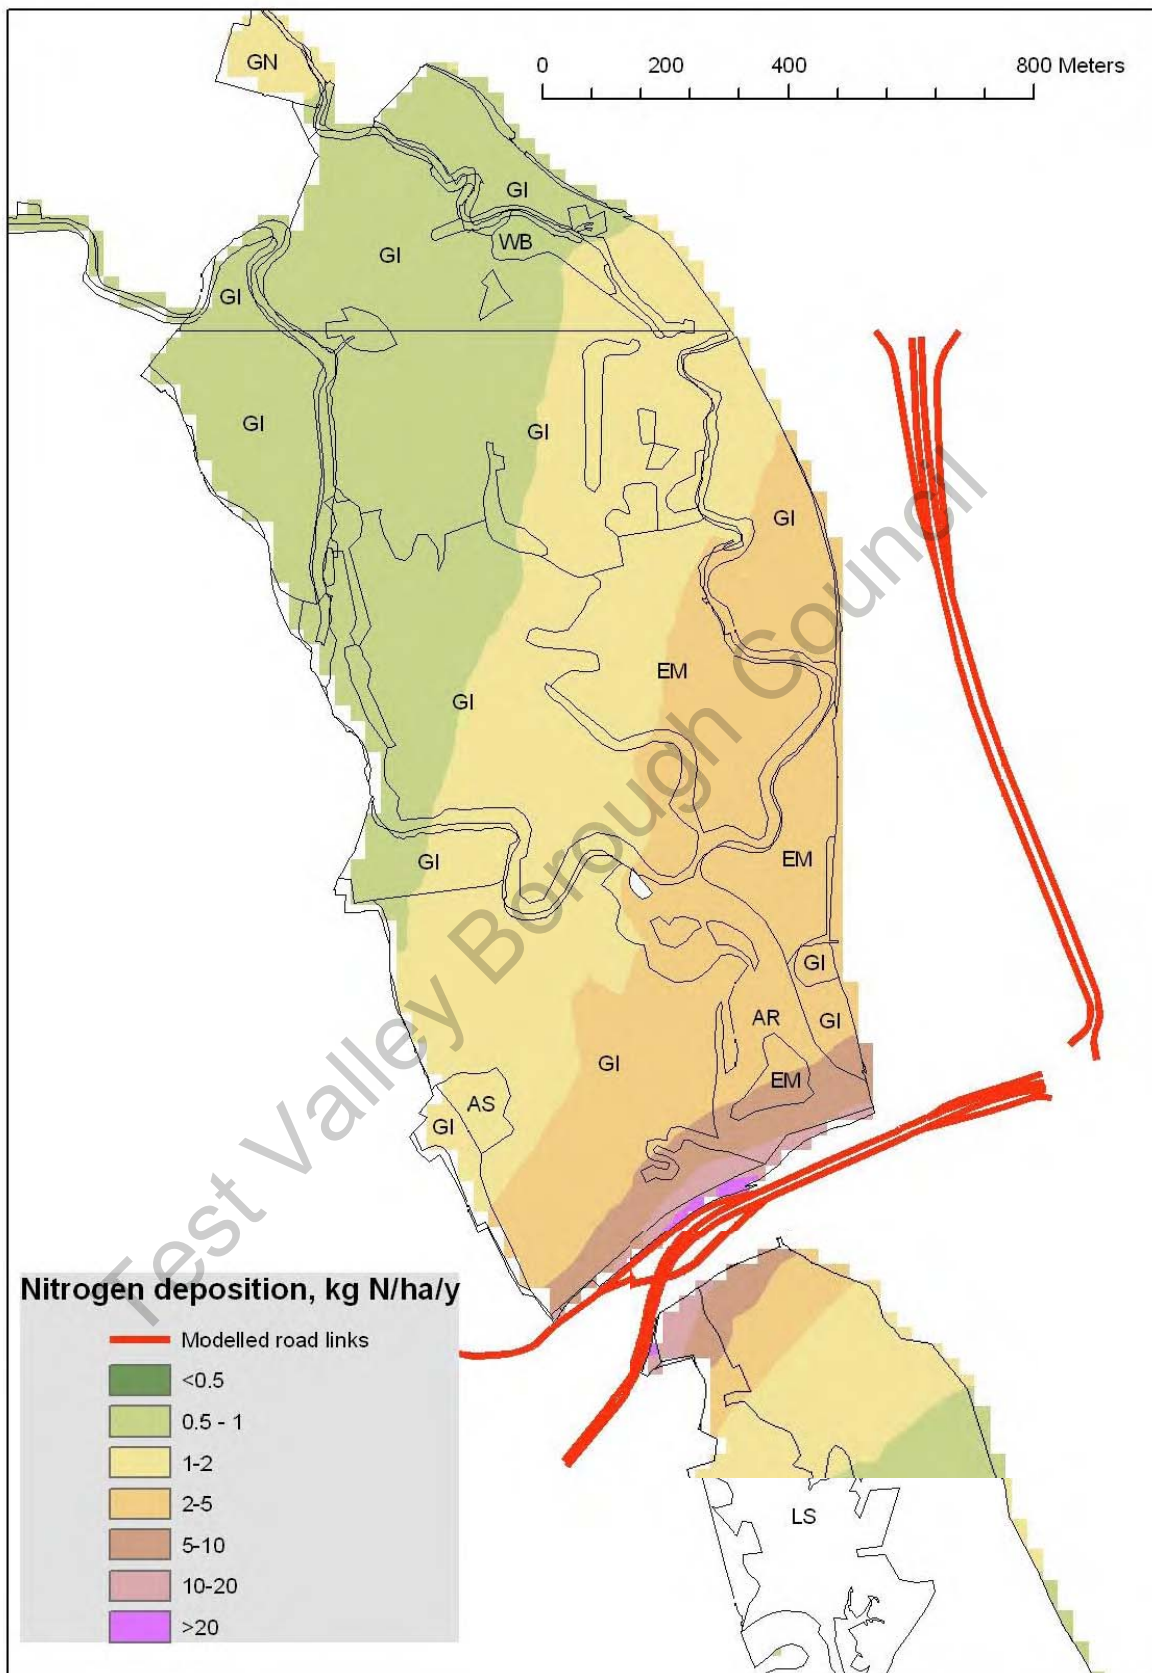 GN
0 200 400 800 Meters
GI
WB
GI
GI
GI
GI
GI
EM
GI
GI
EM
GI
AR
GI
GI
EM
AS
GI
Test Valley Borough Council
Nitrogen deposition, kg N/ha/y
Modelled road links
<0.5
0.5 - 1
1-2
2-5
5-10
10-20
>20
LS